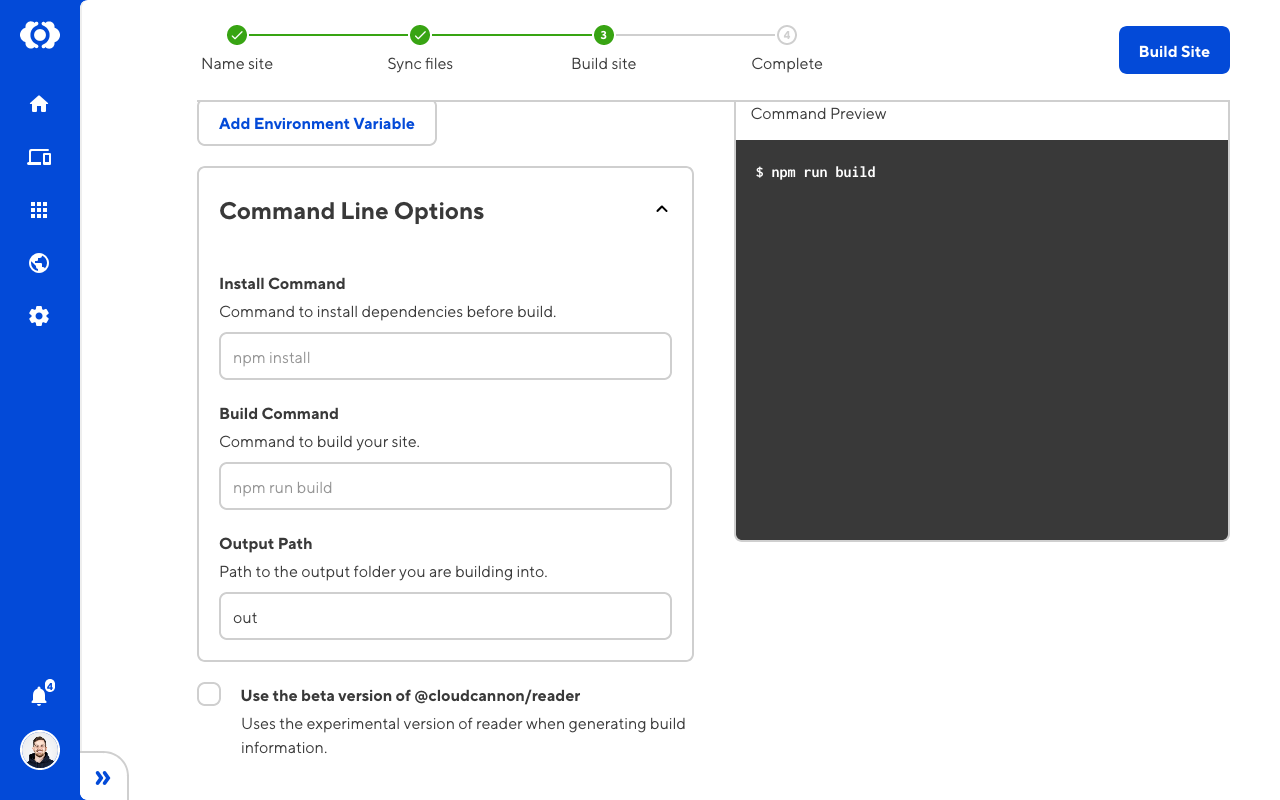 3
4
Name site
Sync files
Build site
Complete
Build Site
Add Environment Variable
Command Preview
$ npm run build
Command Line Options
Install Command
Command to install dependencies before build.
npm install
Build Command
Command to build your site.
npm run build
Output Path
Path to the output folder you are building into.
out
Use the beta version of @cloudcannon/reader
Uses the experimental version of reader when generating build
information.
4